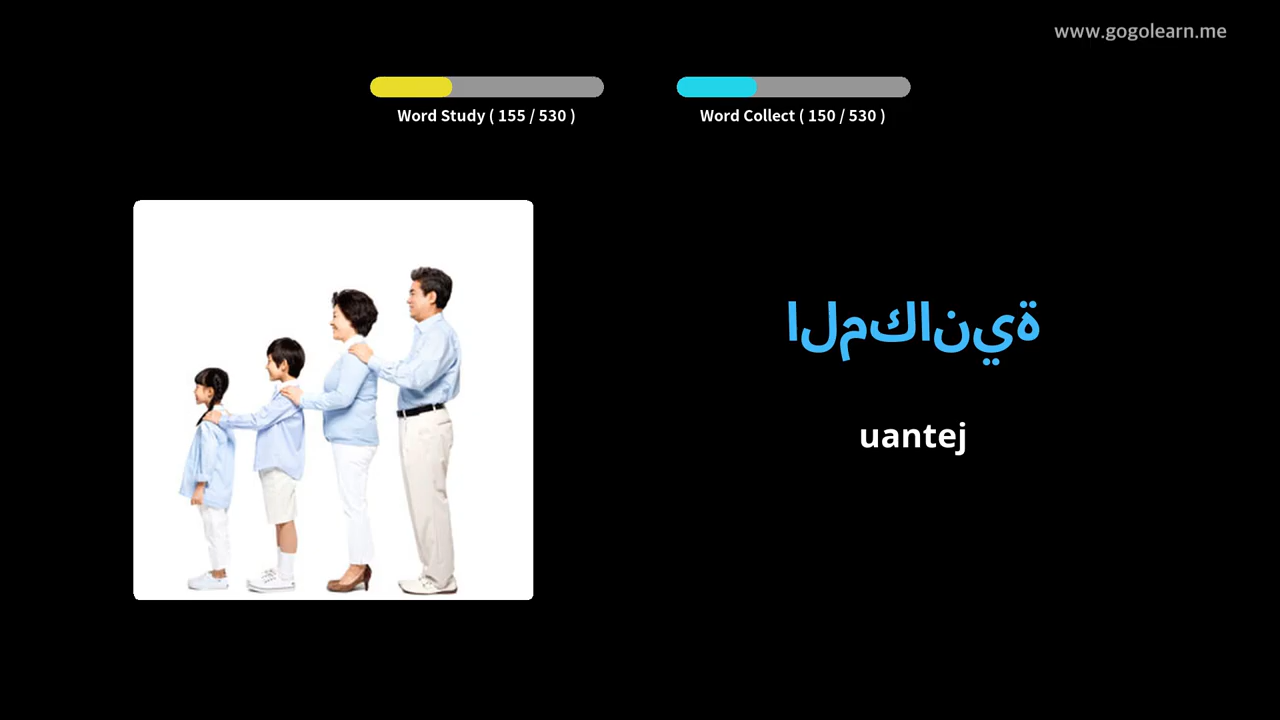 www.gogolearn.me
Word Study ( 155 / 530 )
Word Collect ( 150 / 530 )
المكانية
uantej